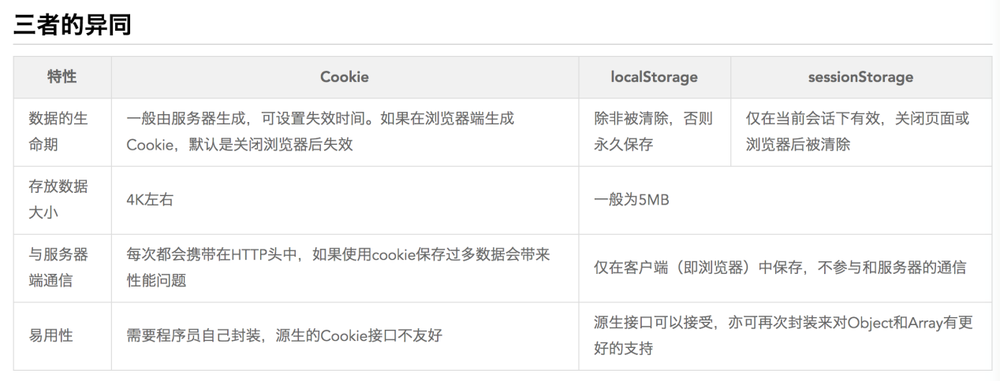 三者的异同
特性 Cookie localStorage sessionStorage
数据的生
命期
一般由服务器生成，可设置失效时间。如果在浏览器端生成
Cookie，默认是关闭浏览器后失效
除非被清除，否则
永久保存
仅在当前会话下有效，关闭页面或
浏览器后被清除
存放数据
大小
4K左右
一般为5MB
与服务器
端通信
每次都会携带在HTTP头中，如果使用cookie保存过多数据会带来
性能问题
仅在客户端（即浏览器）中保存，不参与和服务器的通信
易用性
需要程序员自己封装，源生的Cookie接口不友好
源生接口可以接受，亦可再次封装来对Object和Array有更
好的支持